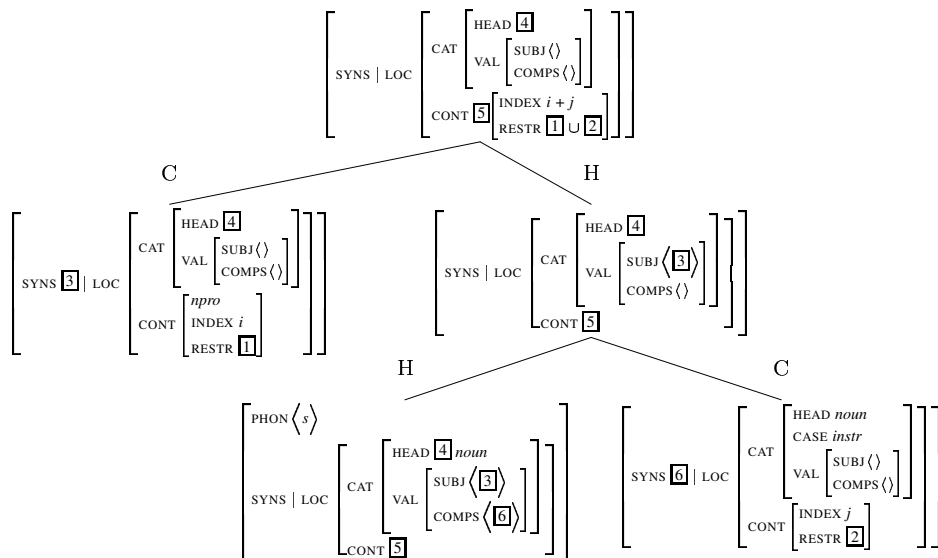 HEAD 4
CAT
VAL
SUBJ ⟨⟩
COMPS ⟨⟩
SYNS | LOC
CONT 5
INDEX i + j
RESTR 1 ∪ 2
C
H
HEAD 4
CAT
VAL
SUBJ ⟨⟩
COMPS ⟨⟩
SYNS 3 | LOC
CONT
npro
INDEX i
RESTR 1
HEAD 4
CAT
VAL
SUBJ ⟨3⟩
COMPS ⟨⟩
SYNS | LOC
CONT 5
H
C
PHON ⟨s⟩
HEAD 4 noun
CAT
VAL
SUBJ ⟨3⟩
COMPS ⟨6⟩
SYNS | LOC
CONT 5
HEAD noun
CASE instr
CAT
VAL
SUBJ ⟨⟩
COMPS ⟨⟩
SYNS 6 | LOC
CONT
INDEX j
RESTR 2